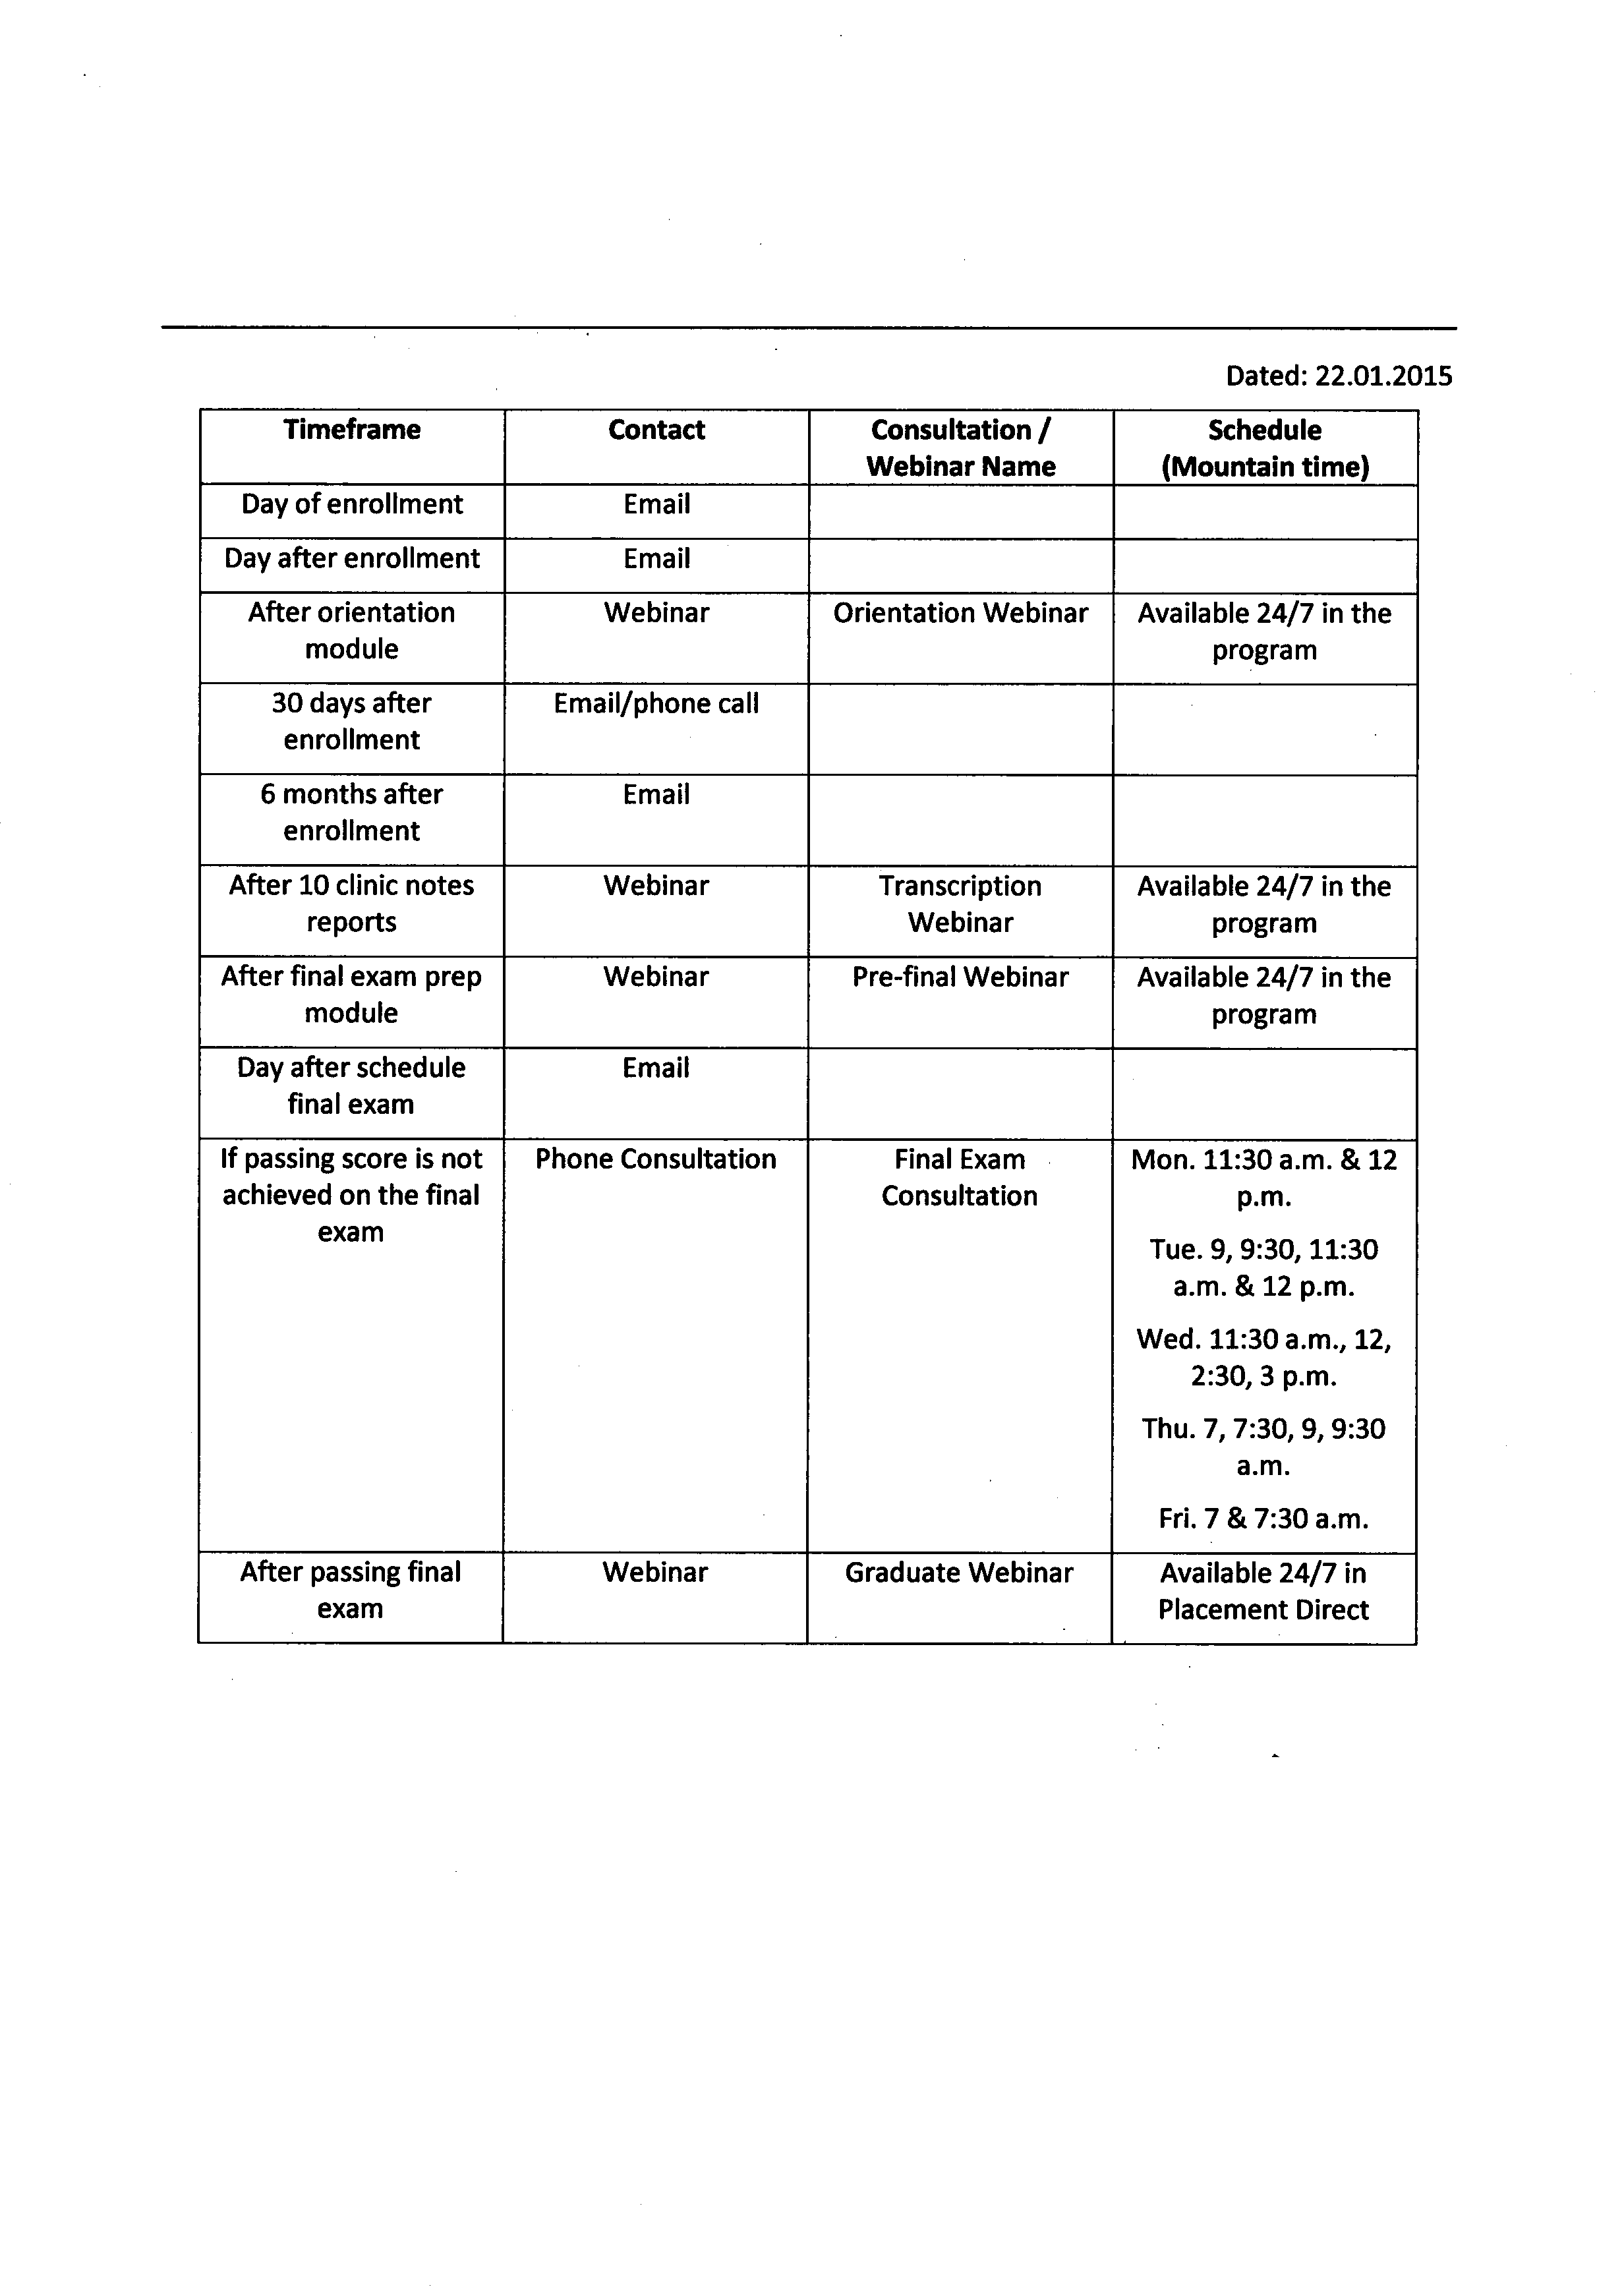 Dated: 22.01.2015
Timeframe Contact Consultation / Schedule
Webinar Name (Mountain time)
Day of enrollment Email
Day after enrollment Email
After orientation Webinar Orientation Webinar Available 24/7 in the
module program
30 days after Email/phone call
enrollment
6 months after Email
enrollment
After 10 clinic notes Webinar Transcription Available 24/7 in the
reports Webinar program
After final exam prep Webinar Pre-final Webinar Available 24/7 in the
module program
Day after schedule Email
final exam
If passing score is not Phone Consultation Final Exam Mon. 11:30 a.m. & 12
achieved on the final Consultation p.m.
exam
Tue. 9, 9:30, 11:30
a.m. & 12 p.m.
Wed. 11:30 a.m., 12,
2:30, 3 p.m.
Thu. 7, 7:30, 9, 9:30
a.m.
Fri. 7 & 7:30 a.m.
After passing final Webinar Graduate Webinar Available 24/7 in
exam Placement Direct